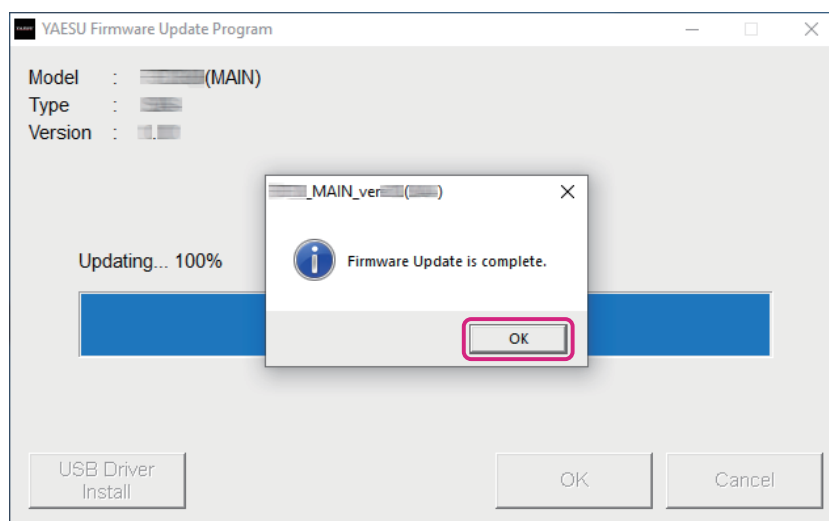 YAESU Firmware Update Program
Model : (MAIN)
Type :
Version :
_MAIN_ver ( )
Firmware Update is complete.
Updating... 100%
OK
USB Driver
Install
OK
Cancel